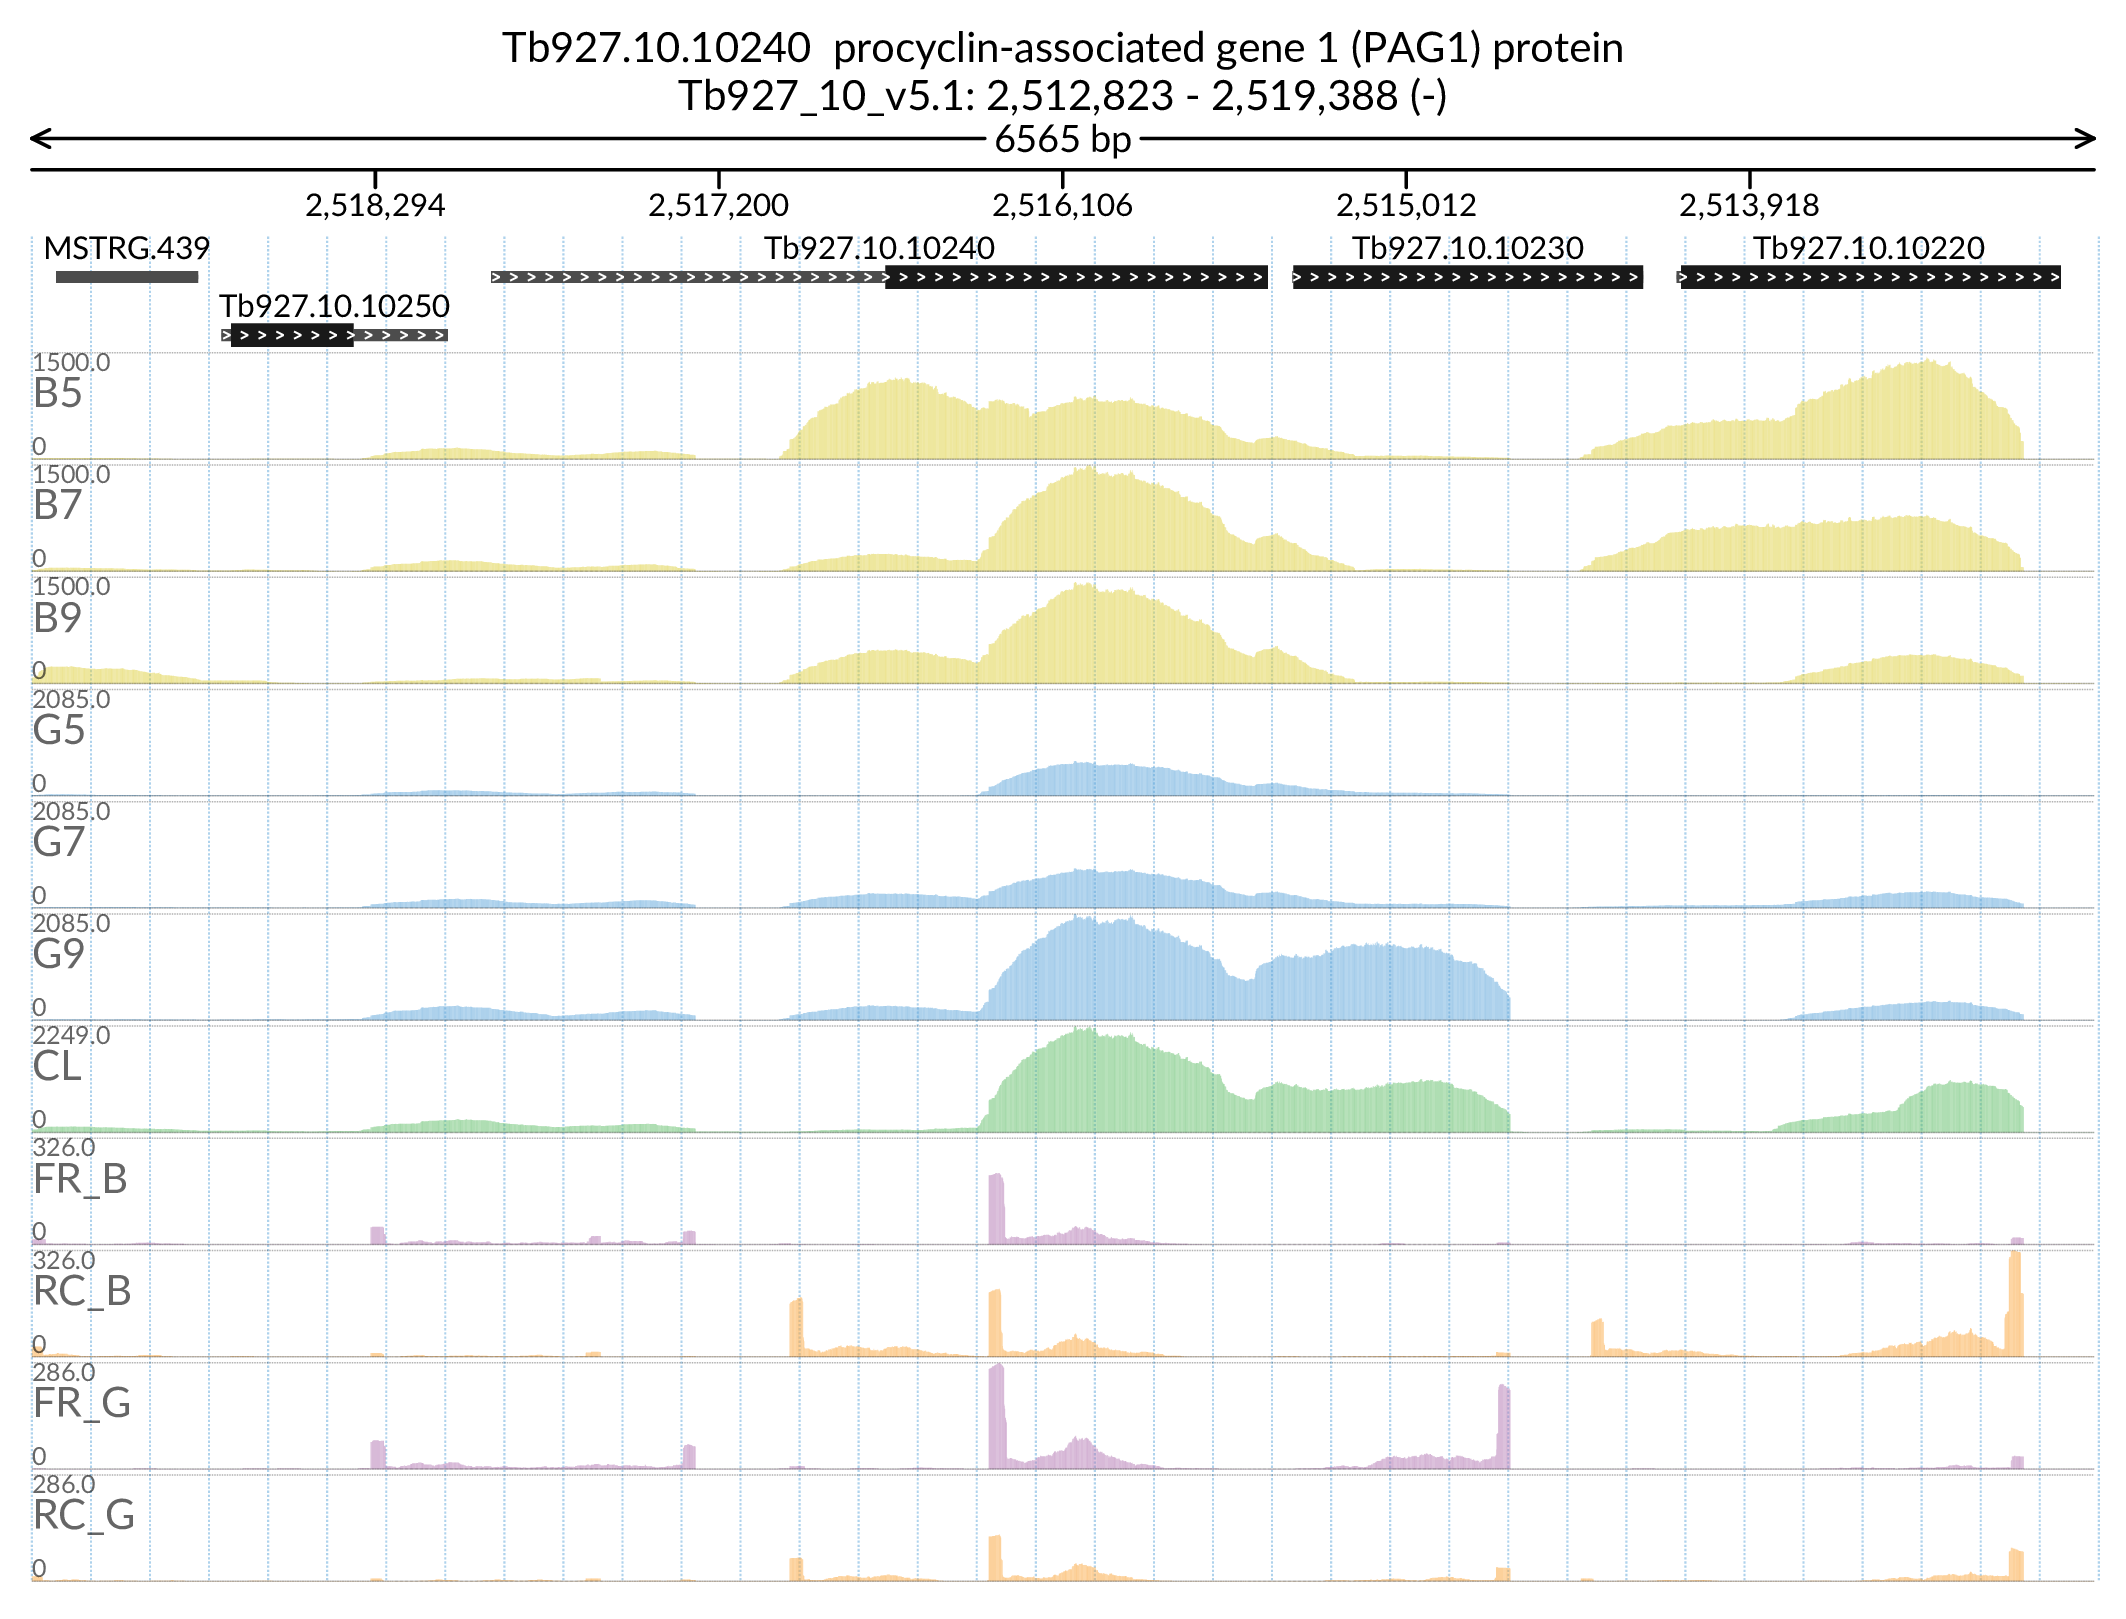 Tb927.10.10240 procyclin-associated gene 1 (PAG1) protein
Tb927_10_v5.1: 2,512,823 - 2,519,388 (-)
6565 bp
2,518,294 2,517,200 2,516,106 2,515,012 2,513,918
MSTRG.439 Tb927.10.10240 Tb927.10.10230 Tb927.10.10220
Tb927.10.10250
1500.0
B5
0
1500.0
B7
0
1500.0
B9
0
2085.0
G5
0
2085.0
G7
0
2085.0
G9
0
2249.0
CL
0
326.0
FR_B
0
326.0
RC_B
0
286.0
FR_G
0
286.0
RC_G
0